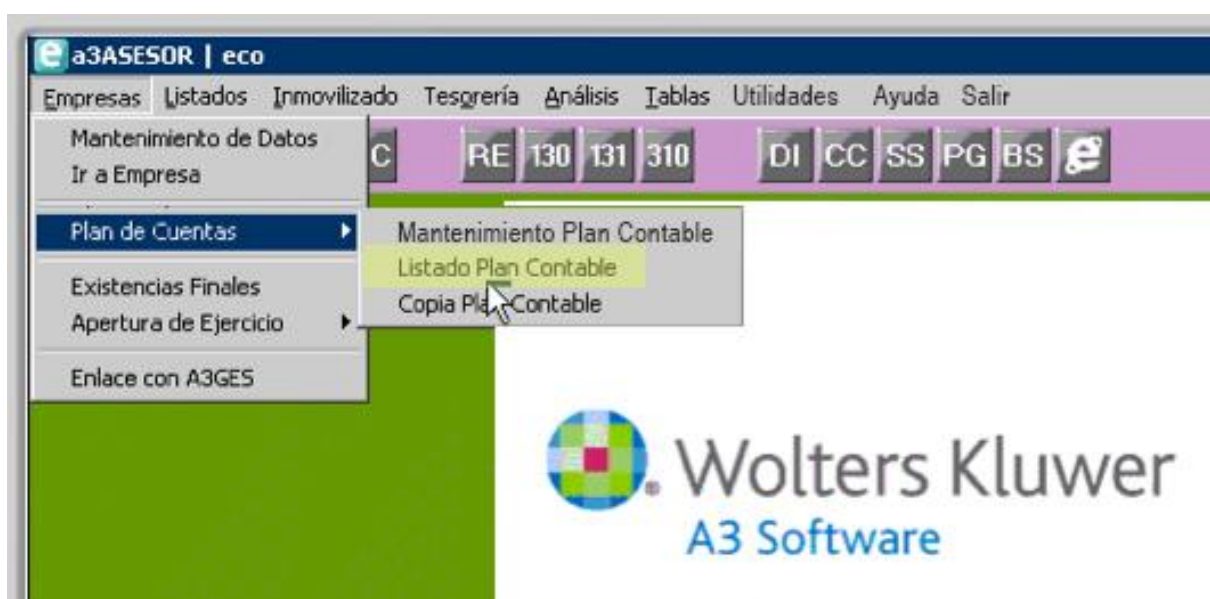 a3ASESOR | eco
Empresas Listados Inmovilizado Tesorería Análisis Tablas Utilidades Ayuda Salir
C RE 130 131 310 DI CC SS PG BS
Mantenimiento de Datos
Ir a Empresa
Plan de Cuentas
Mantenimiento Plan Contable
Listado Plan Contable
Copia Plan Contable
Existencias Finales
Apertura de Ejercicio
Enlace con A3GES
Wolters Kluwer
A3 Software